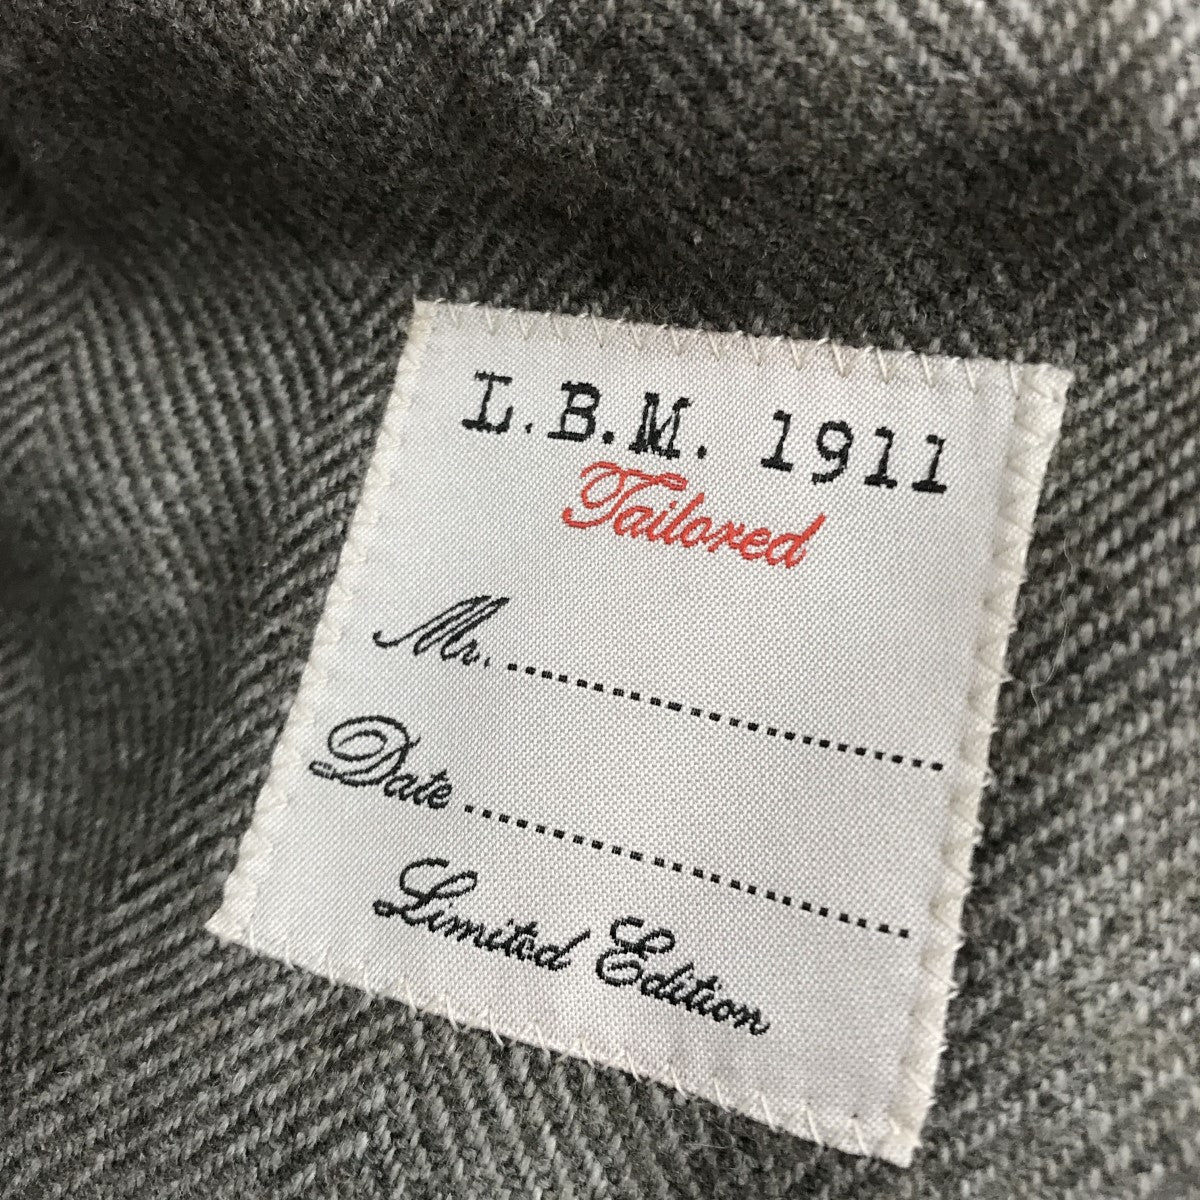 L.B.M. 1911
Tailored
Mr. ..............................
Date ..............................
Limited Edition